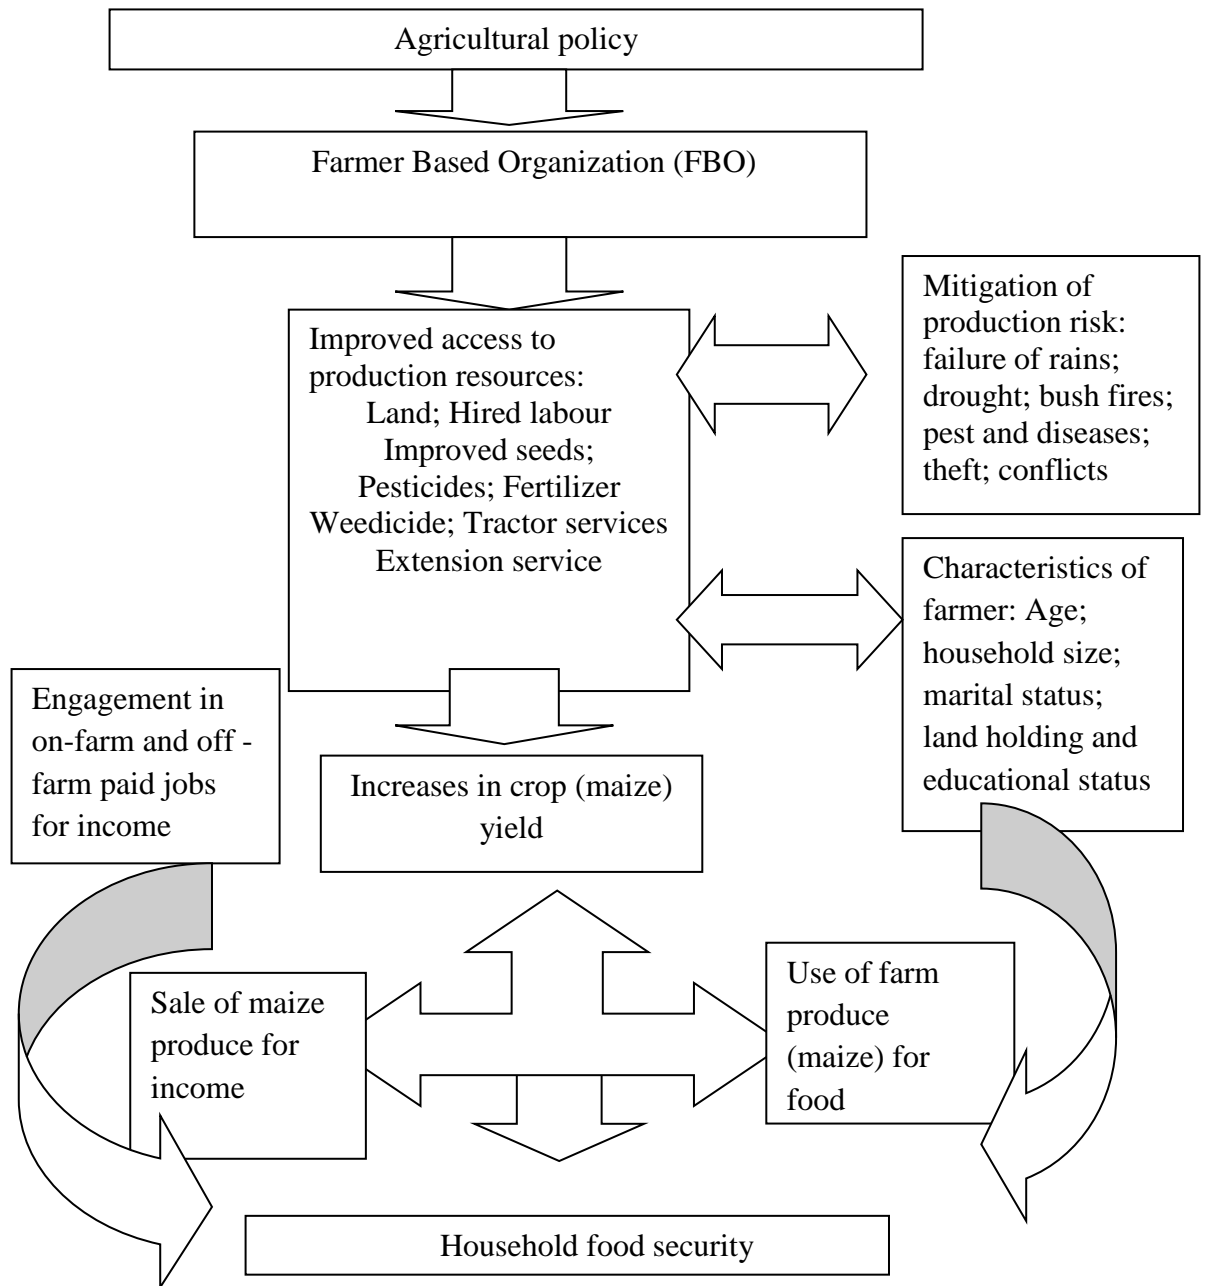 Agricultural policy
Farmer Based Organization (FBO)
Improved access to
production resources:
Land; Hired labour
Improved seeds;
Pesticides; Fertilizer
Weedicide; Tractor services
Extension service
Mitigation of
production risk:
failure of rains;
drought; bush fires;
pest and diseases;
theft; conflicts
Characteristics of
farmer: Age;
household size;
marital status;
land holding and
educational status
Engagement in
on-farm and off -
farm paid jobs
for income
Increases in crop (maize)
yield
Sale of maize
produce for
income
Use of farm
produce
(maize) for
food
Household food security